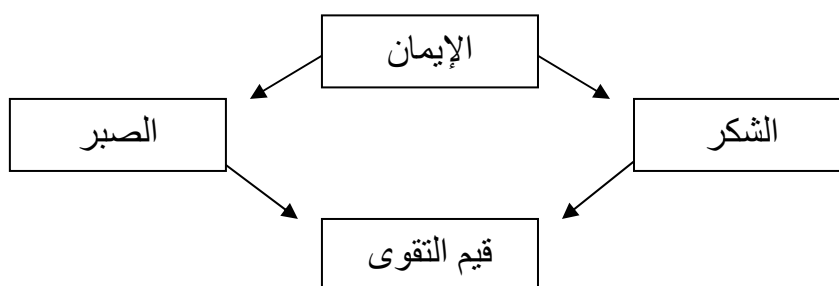 الإيمان
الشكر
الصبر
قيم التقوى